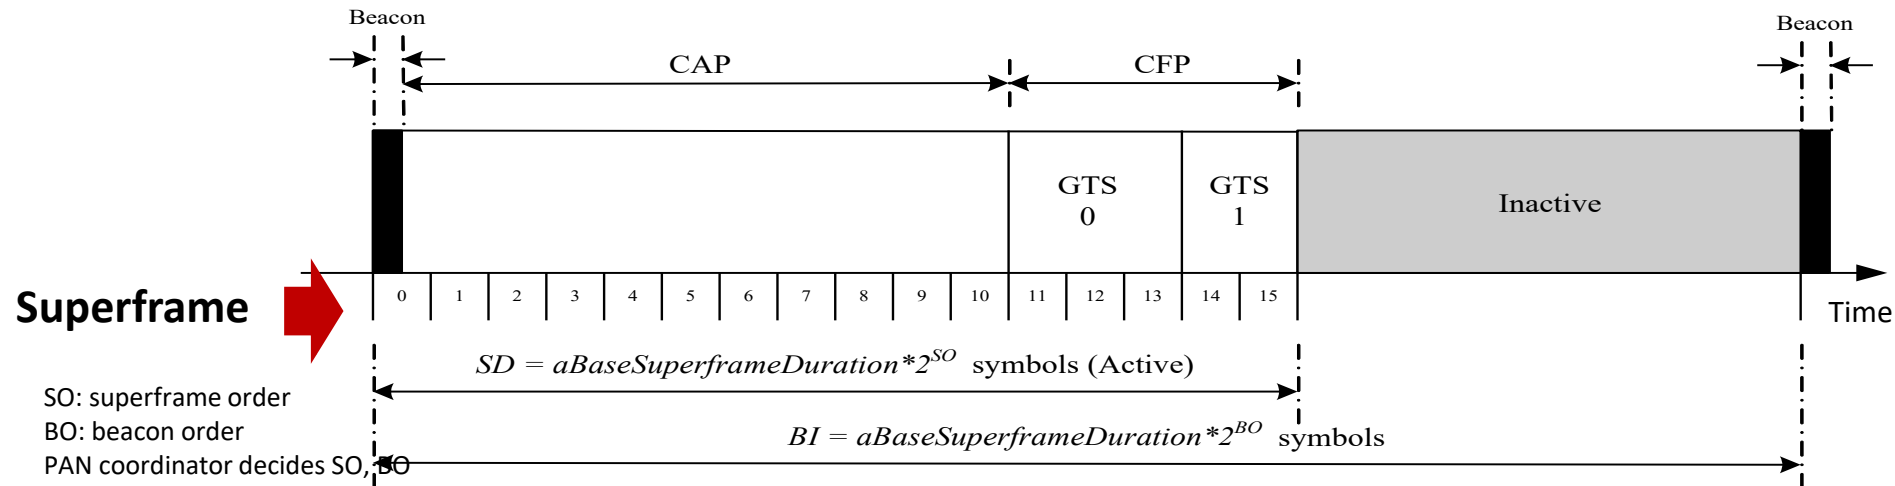 Beacon
Beacon
CAP
CFP
GTS
0
GTS
1
Inactive
0 1 2 3 4 5 6 7 8 9 10 11 12 13 14 15
Superframe
Time
SD = aBaseSuperframeDuration*2^SO symbols (Active)
SO: superframe order
BO: beacon order
BI = aBaseSuperframeDuration*2^BO symbols
PAN coordinator decides SO, BO